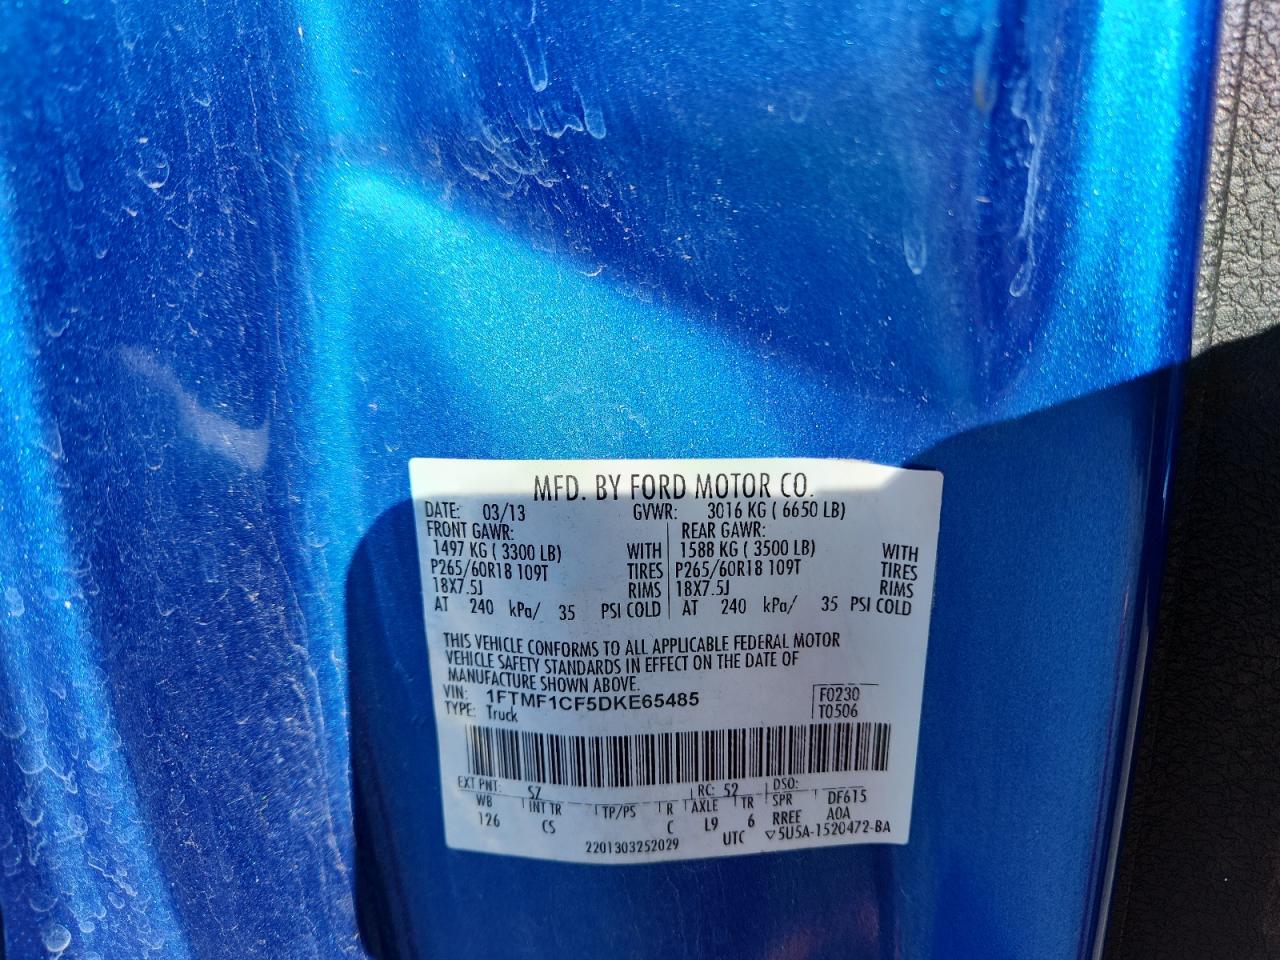 MFD. BY FORD MOTOR CO.
DATE: 03/13 GVWR: 3016 KG ( 6650 LB)
FRONT GAWR: REAR GAWR:
1497 KG ( 3300 LB) WITH 1588 KG ( 3500 LB) WITH
P265/60R18 109T TIRES P265/60R18 109T TIRES
18X7.5J RIMS 18X7.5J RIMS
AT 240 kPa/ 35 PSI COLD AT 240 kPa/ 35 PSI COLD
THIS VEHICLE CONFORMS TO ALL APPLICABLE FEDERAL MOTOR
VEHICLE SAFETY STANDARDS IN EFFECT ON THE DATE OF
MANUFACTURE SHOWN ABOVE.
VIN: 1FTMF1CF5DKE65485 F0230
TYPE: Truck T0506
EXT PNT: SZ RC: 52 DSO:
WB INT TR TP/PS R AXLE TR SPR DF615
126 CS C L9 6 RREF A0A
UTC ▽5U5A-1520472-BA
2201303252029